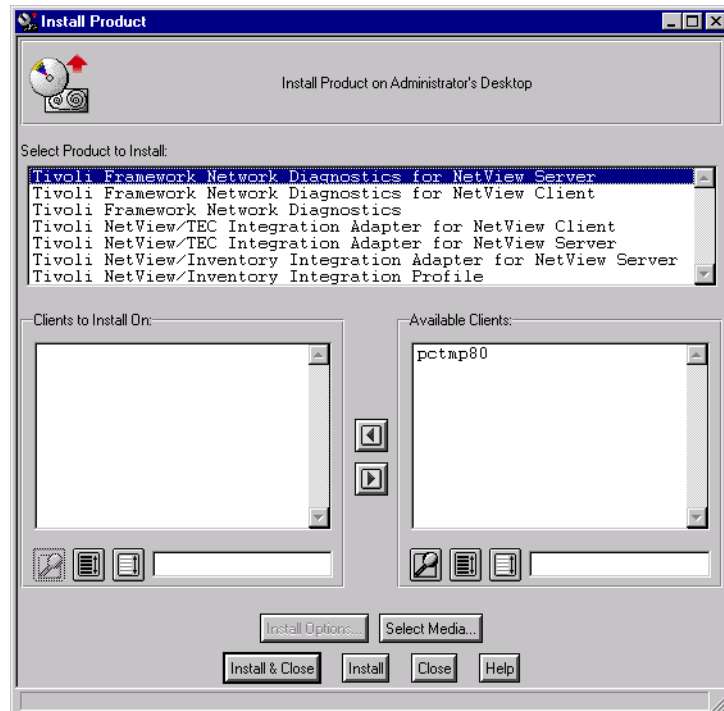 Install Product
Install Product on Administrator's Desktop
Select Product to Install:
Tivoli Framework Network Diagnostics for NetView Server
Tivoli Framework Network Diagnostics for NetView Client
Tivoli Framework Network Diagnostics
Tivoli NetView/TEC Integration Adapter for NetView Client
Tivoli NetView/TEC Integration Adapter for NetView Server
Tivoli NetView/Inventory Integration Adapter for NetView Server
Tivoli NetView/Inventory Integration Profile
Clients to Install On:
Available Clients:
pctmp80
Install Options... Select Media...
Install & Close Install Close Help